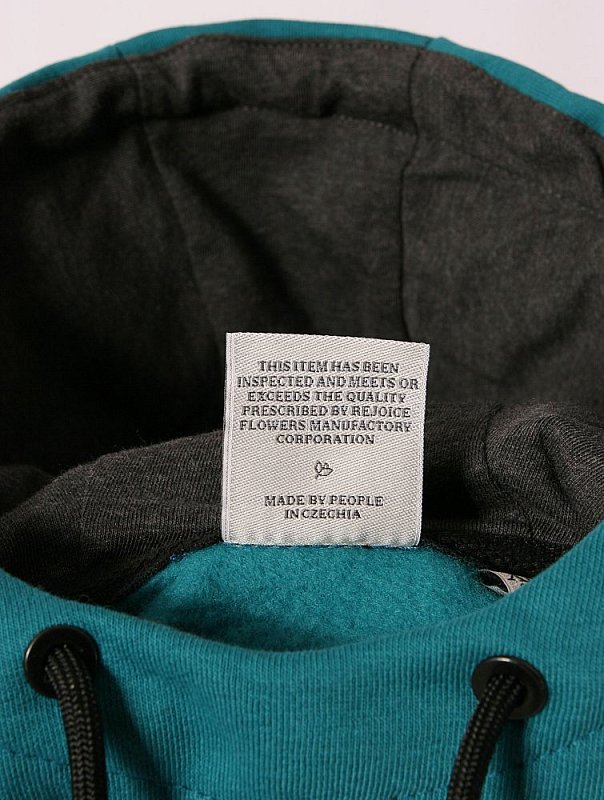 THIS ITEM HAS BEEN
INSPECTED AND MEETS OR
EXCEEDS THE QUALITY
PRESCRIBED BY REJOICE
FLOWERS MANUFACTORY
CORPORATION
MADE BY PEOPLE
IN CZECHIA